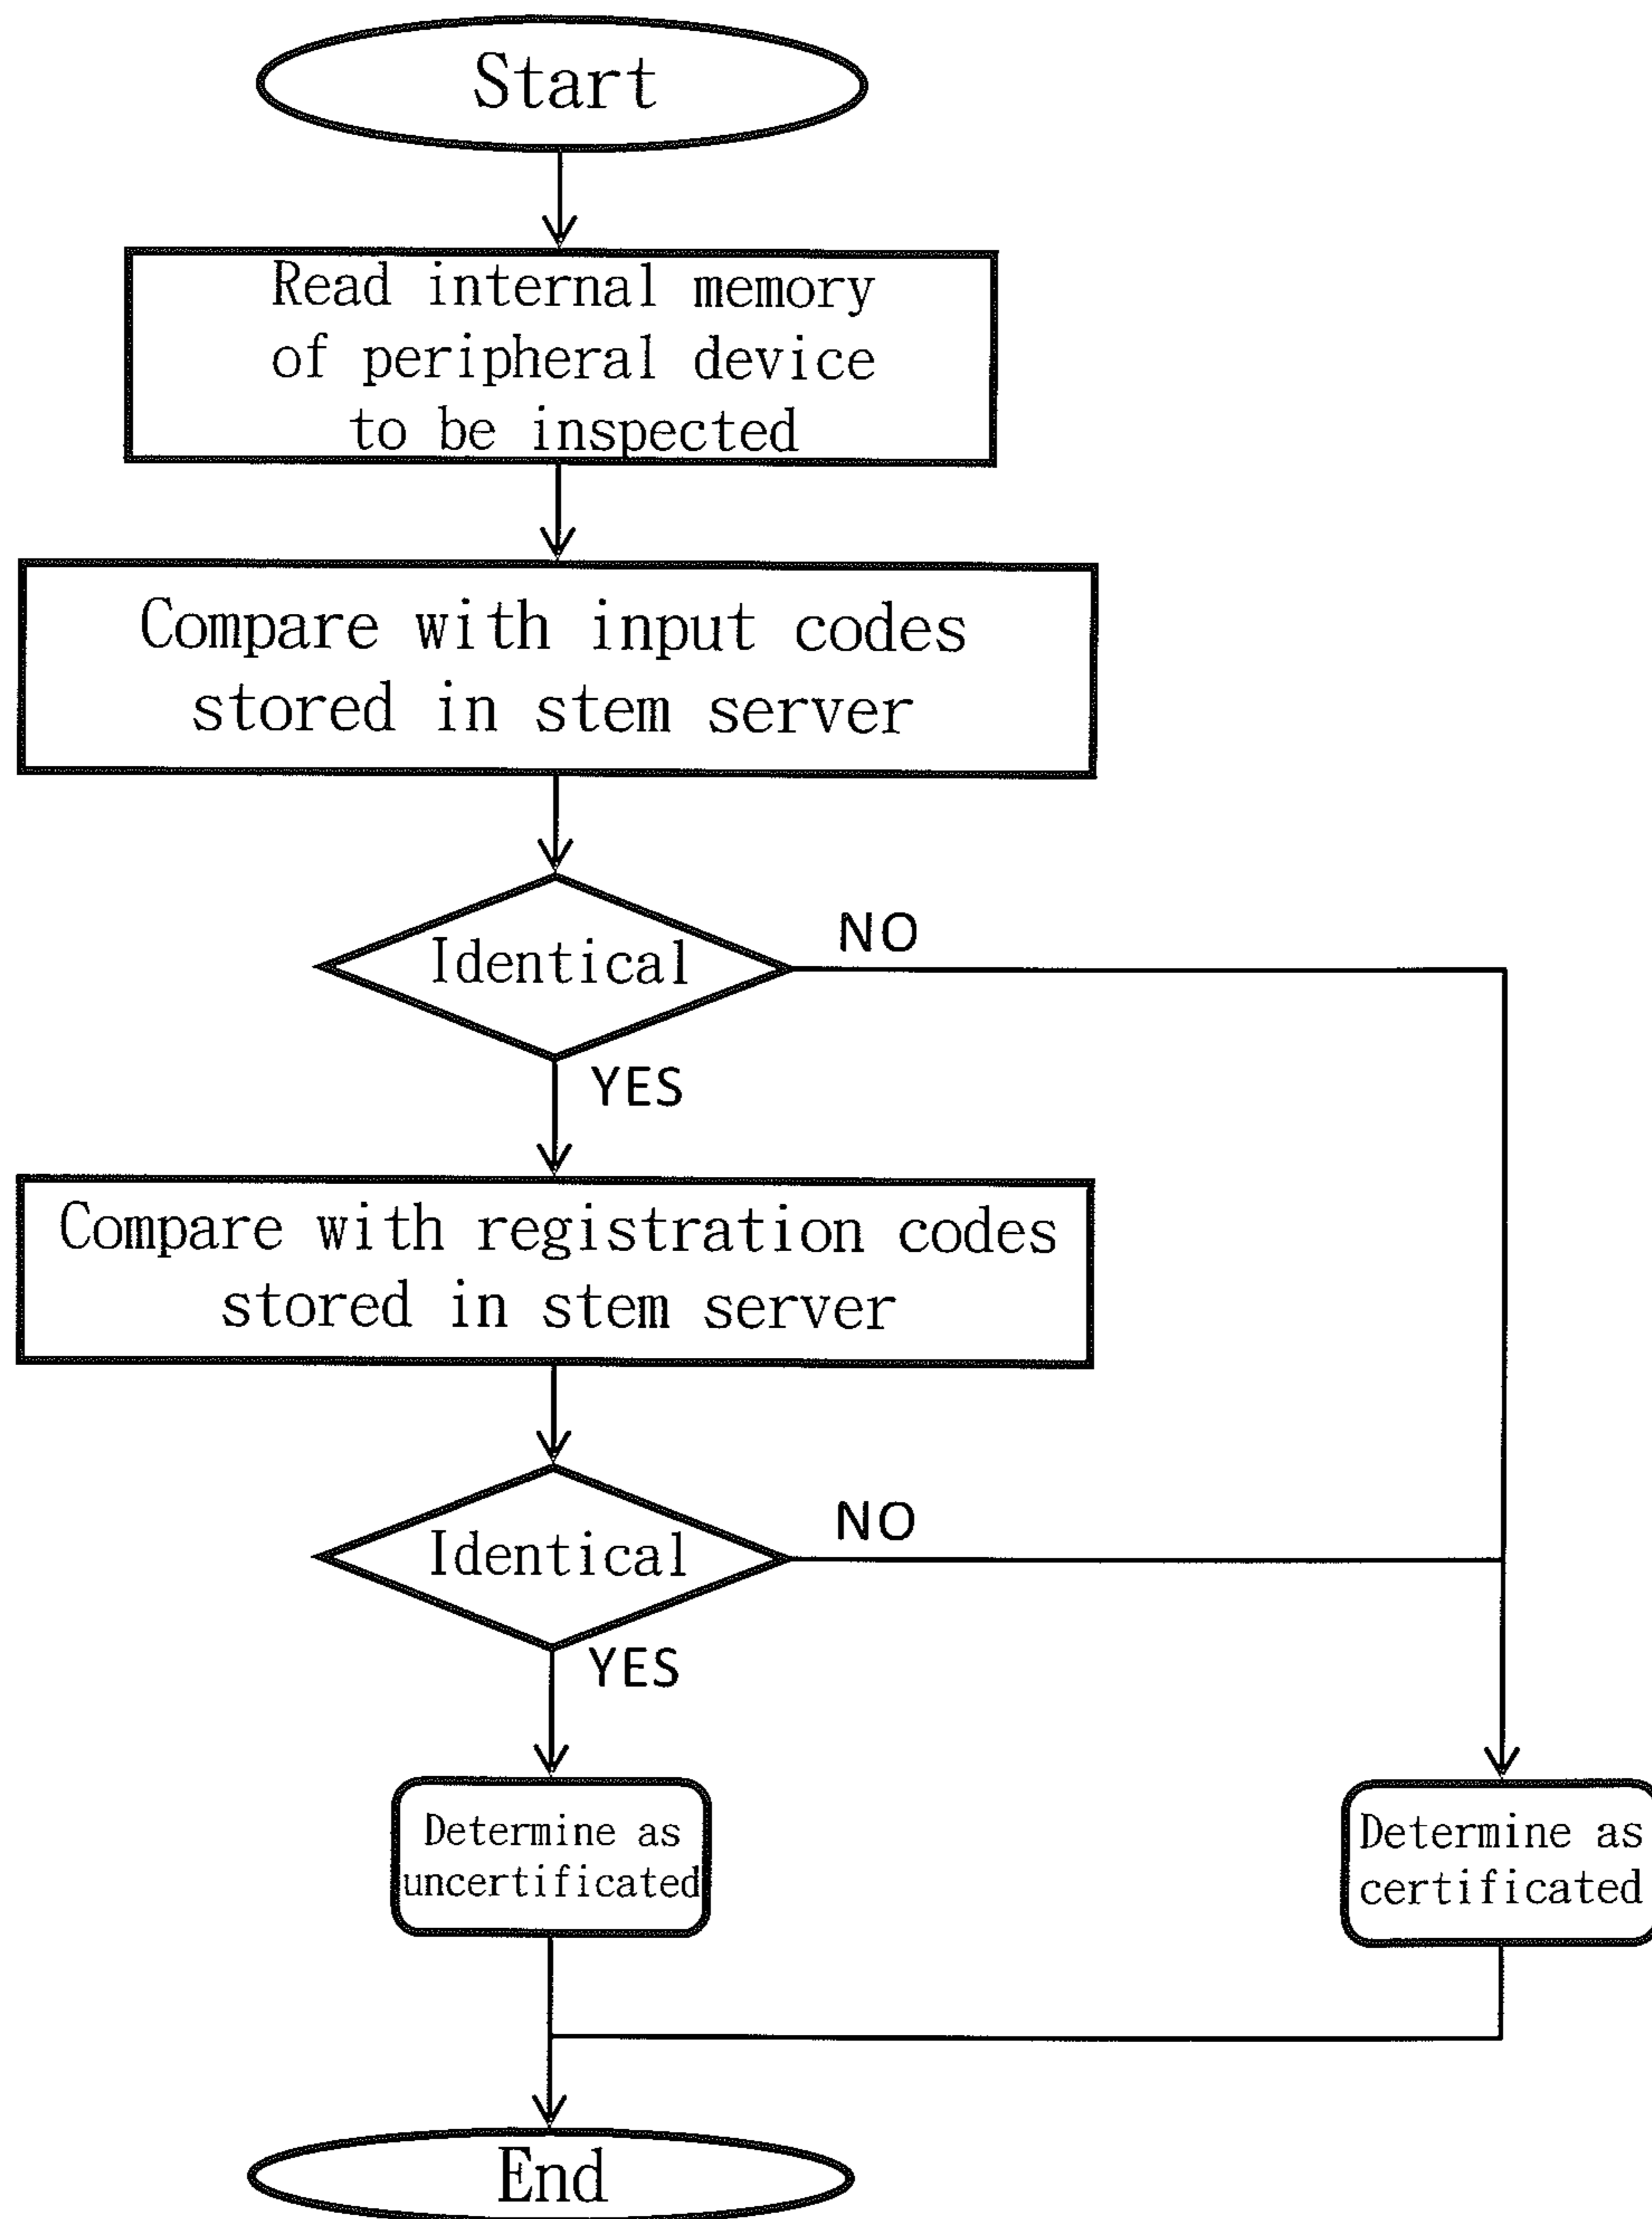 Start
Read internal memory
of peripheral device
to be inspected
Compare with input codes
stored in stem server
Identical
NO
YES
Compare with registration codes
stored in stem server
Identical
NO
YES
Determine as
uncertificated
Determine as
certificated
End